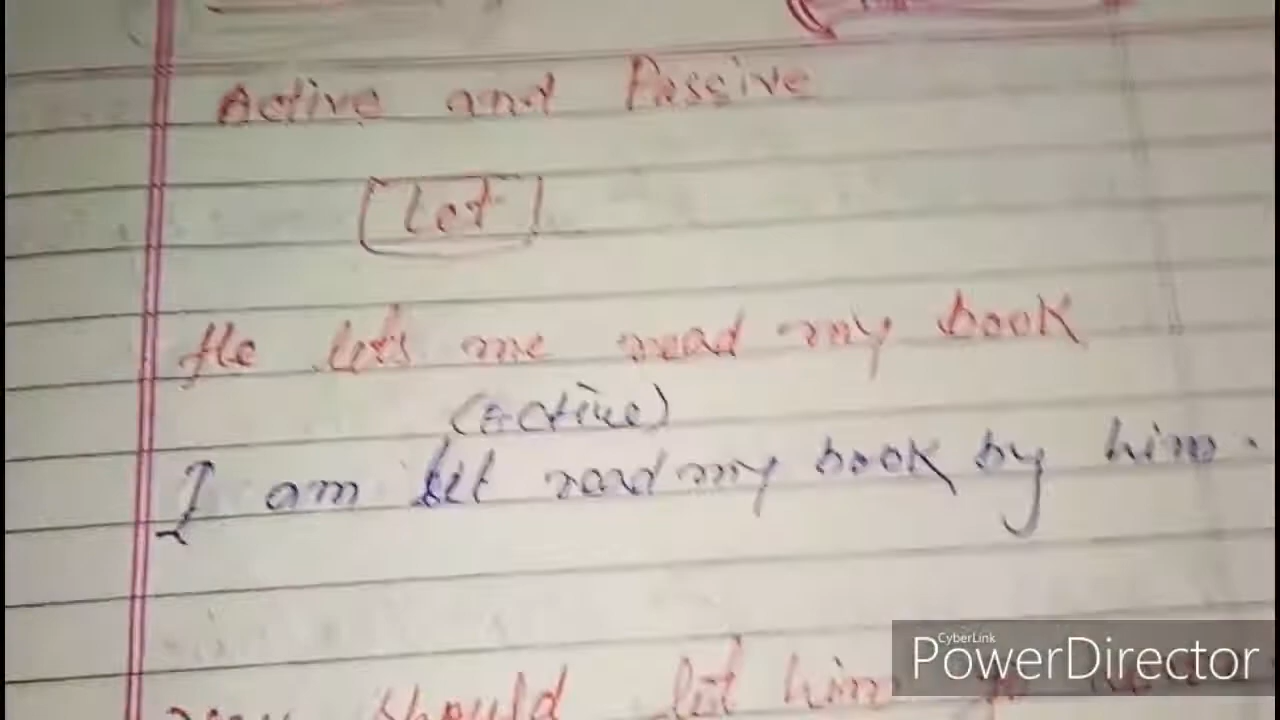 Active and Passive
Let
He lets me read my book
(Active)
I am let read my book by him.
should let him
CyberLink
PowerDirector